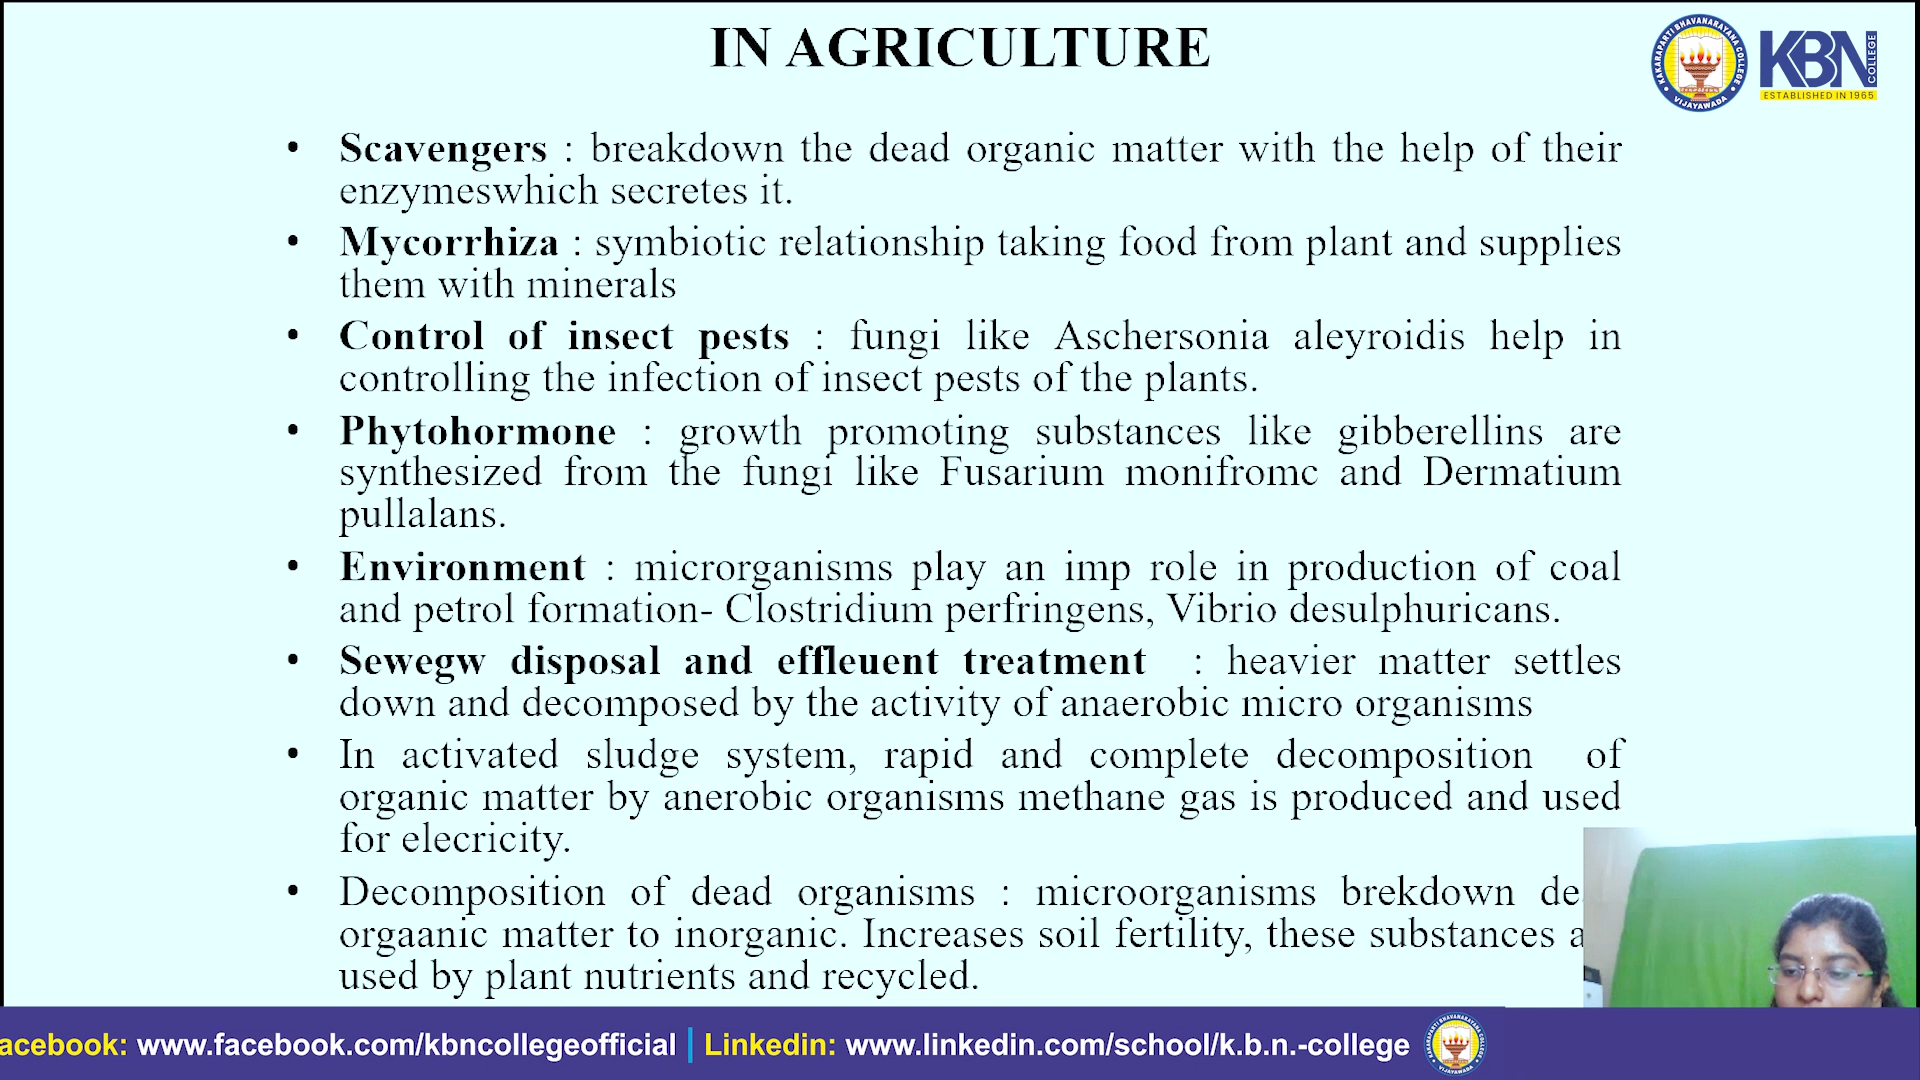 IN AGRICULTURE
KAKARAPARTI BHAVANARAYANA COLLEGE
VIJAYAWADA
KBN
COLLEGE
ESTABLISHED IN 1965
• Scavengers : breakdown the dead organic matter with the help of their
enzymeswhich secretes it.
• Mycorrhiza : symbiotic relationship taking food from plant and supplies
them with minerals
• Control of insect pests : fungi like Aschersonia aleyroidis help in
controlling the infection of insect pests of the plants.
• Phytohormone : growth promoting substances like gibberellins are
synthesized from the fungi like Fusarium monifromc and Dermatium
pullalans.
• Environment : microrganisms play an imp role in production of coal
and petrol formation- Clostridium perfringens, Vibrio desulphuricans.
• Sewegw disposal and effleuent treatment : heavier matter settles
down and decomposed by the activity of anaerobic micro organisms
• In activated sludge system, rapid and complete decomposition of
organic matter by anerobic organisms methane gas is produced and used
for elecricity.
• Decomposition of dead organisms : microorganisms brekdown de
orgaanic matter to inorganic. Increases soil fertility, these substances a
used by plant nutrients and recycled.
acebook: www.facebook.com/kbncollegeofficial | Linkedin: www.linkedin.com/school/k.b.n.-college